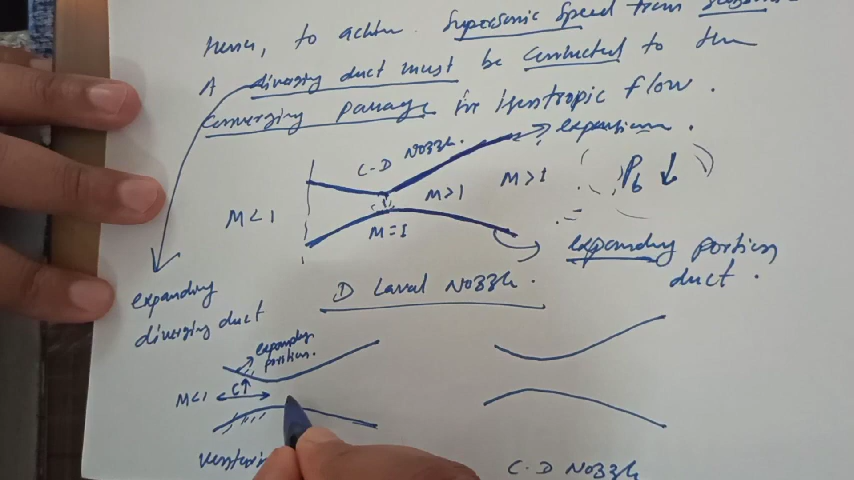 Hence, to achieve Supersonic Speed from
A diverging duct must be connected to the
converging passage in Isentropic flow.
expansion.
C-D Nozzle.
M<1
M=1
M>1
M>1
Pb ↓
expanding portion
duct.
D Laval Nozzle.
expanding
diverging duct
expanding
portion.
M<1
C↑
C.D Nozzle